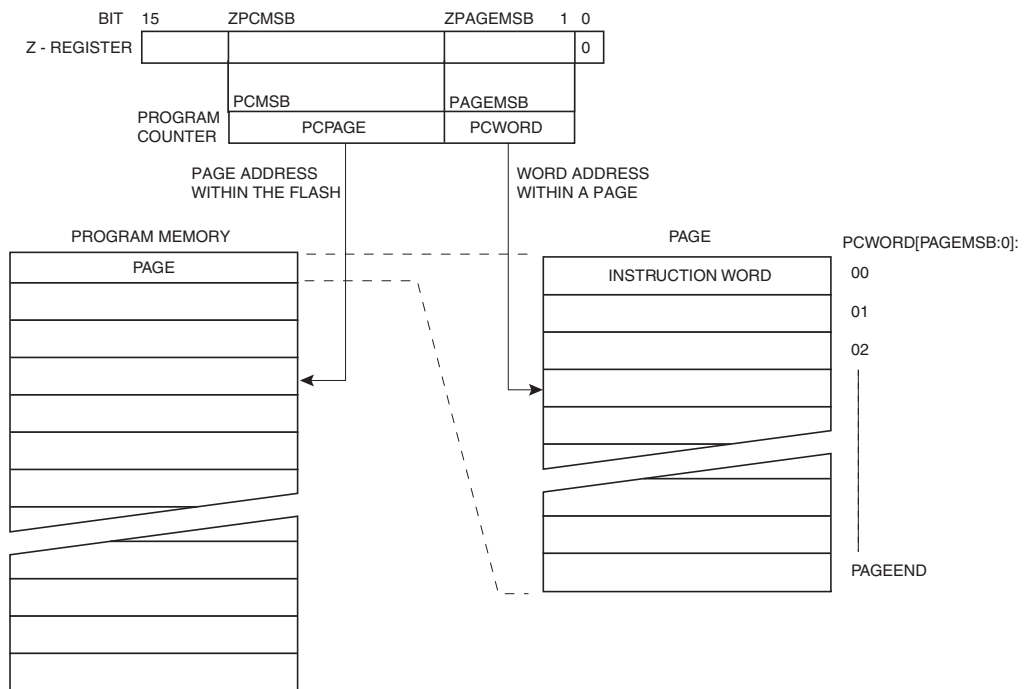 BIT 15 ZPCMSB ZPAGEMSB 1 0
Z - REGISTER 0
PCMSB PAGEMSB
PROGRAM
COUNTER
PCPAGE PCWORD
PAGE ADDRESS
WITHIN THE FLASH
WORD ADDRESS
WITHIN A PAGE
PROGRAM MEMORY
PAGE
PAGE
PCWORD[PAGEMSB:0]:
INSTRUCTION WORD 00
01
02
PAGEEND